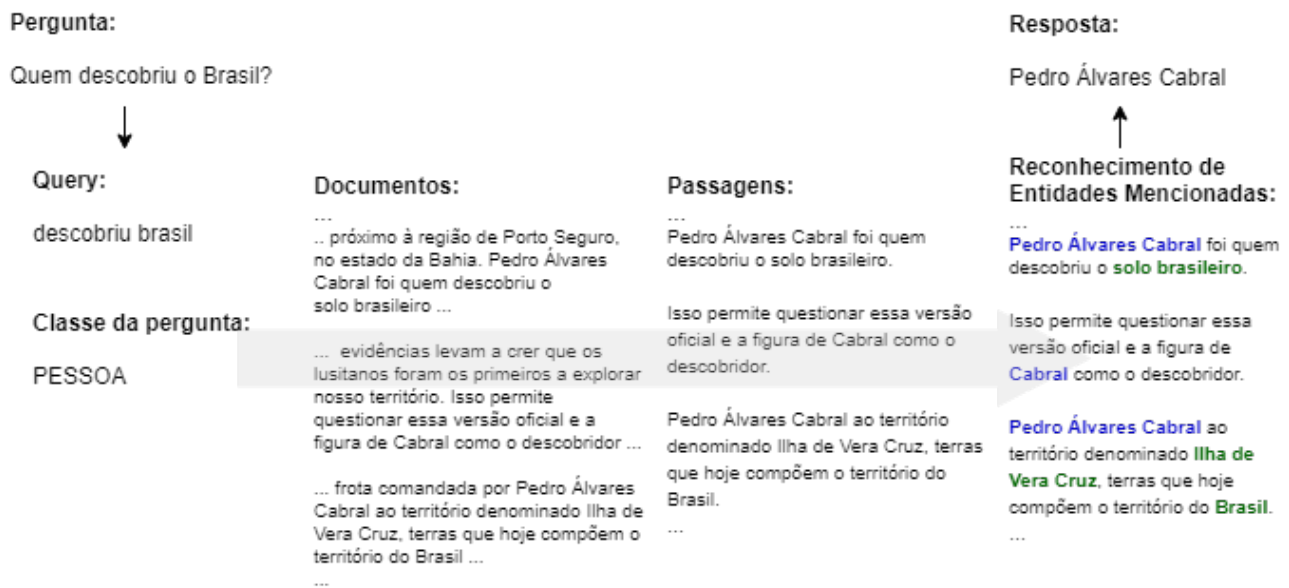 Pergunta:
Quem descobriu o Brasil?
Query:
descobriu brasil
Classe da pergunta:
PESSOA
Documentos:
...
.. próximo à região de Porto Seguro,
no estado da Bahia. Pedro Álvares
Cabral foi quem descobriu o
solo brasileiro ...
... evidências levam a crer que os
lusitanos foram os primeiros a explorar
nosso território. Isso permite
questionar essa versão oficial e a
figura de Cabral como o descobridor ...
... frota comandada por Pedro Álvares
Cabral ao território denominado Ilha de
Vera Cruz, terras que hoje compõem o
território do Brasil ...
...
Passagens:
...
Pedro Álvares Cabral foi quem
descobriu o solo brasileiro.
Isso permite questionar essa versão
oficial e a figura de Cabral como o
descobridor.
Pedro Álvares Cabral ao território
denominado Ilha de Vera Cruz, terras
que hoje compõem o território do
Brasil.
...
Resposta:
Pedro Álvares Cabral
Reconhecimento de
Entidades Mencionadas:
...
Pedro Álvares Cabral foi quem
descobriu o solo brasileiro.
Isso permite questionar essa
versão oficial e a figura de
Cabral como o descobridor.
Pedro Álvares Cabral ao
território denominado Ilha de
Vera Cruz, terras que hoje
compõem o território do Brasil.
...